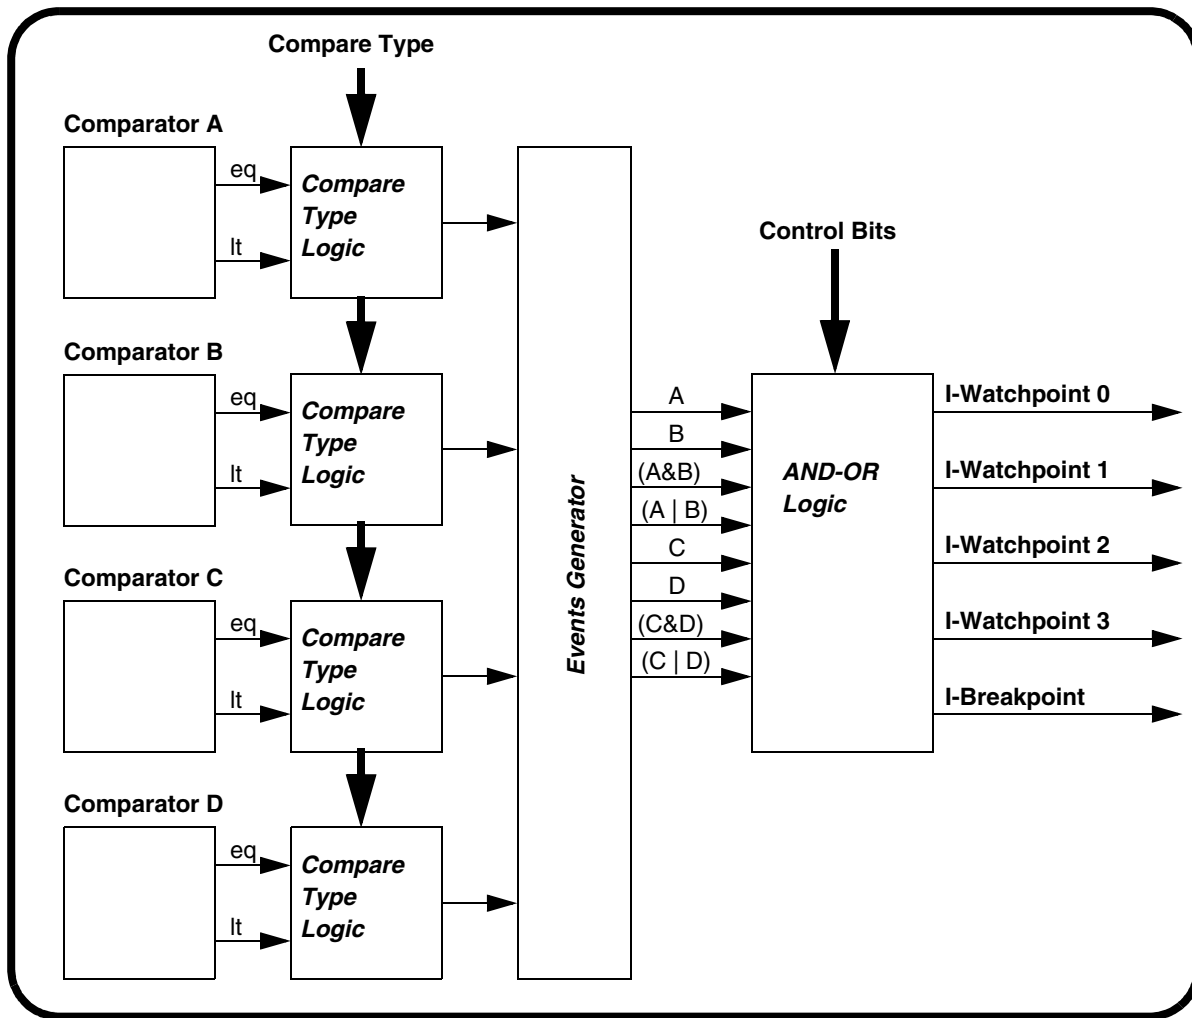 Compare Type
Comparator A
eq
lt
Compare
Type
Logic
Comparator B
eq
lt
Compare
Type
Logic
Comparator C
eq
lt
Compare
Type
Logic
Comparator D
eq
lt
Compare
Type
Logic
Events Generator
A
B
(A&B)
(A | B)
C
D
(C&D)
(C | D)
Control Bits
AND-OR
Logic
I-Watchpoint 0
I-Watchpoint 1
I-Watchpoint 2
I-Watchpoint 3
I-Breakpoint